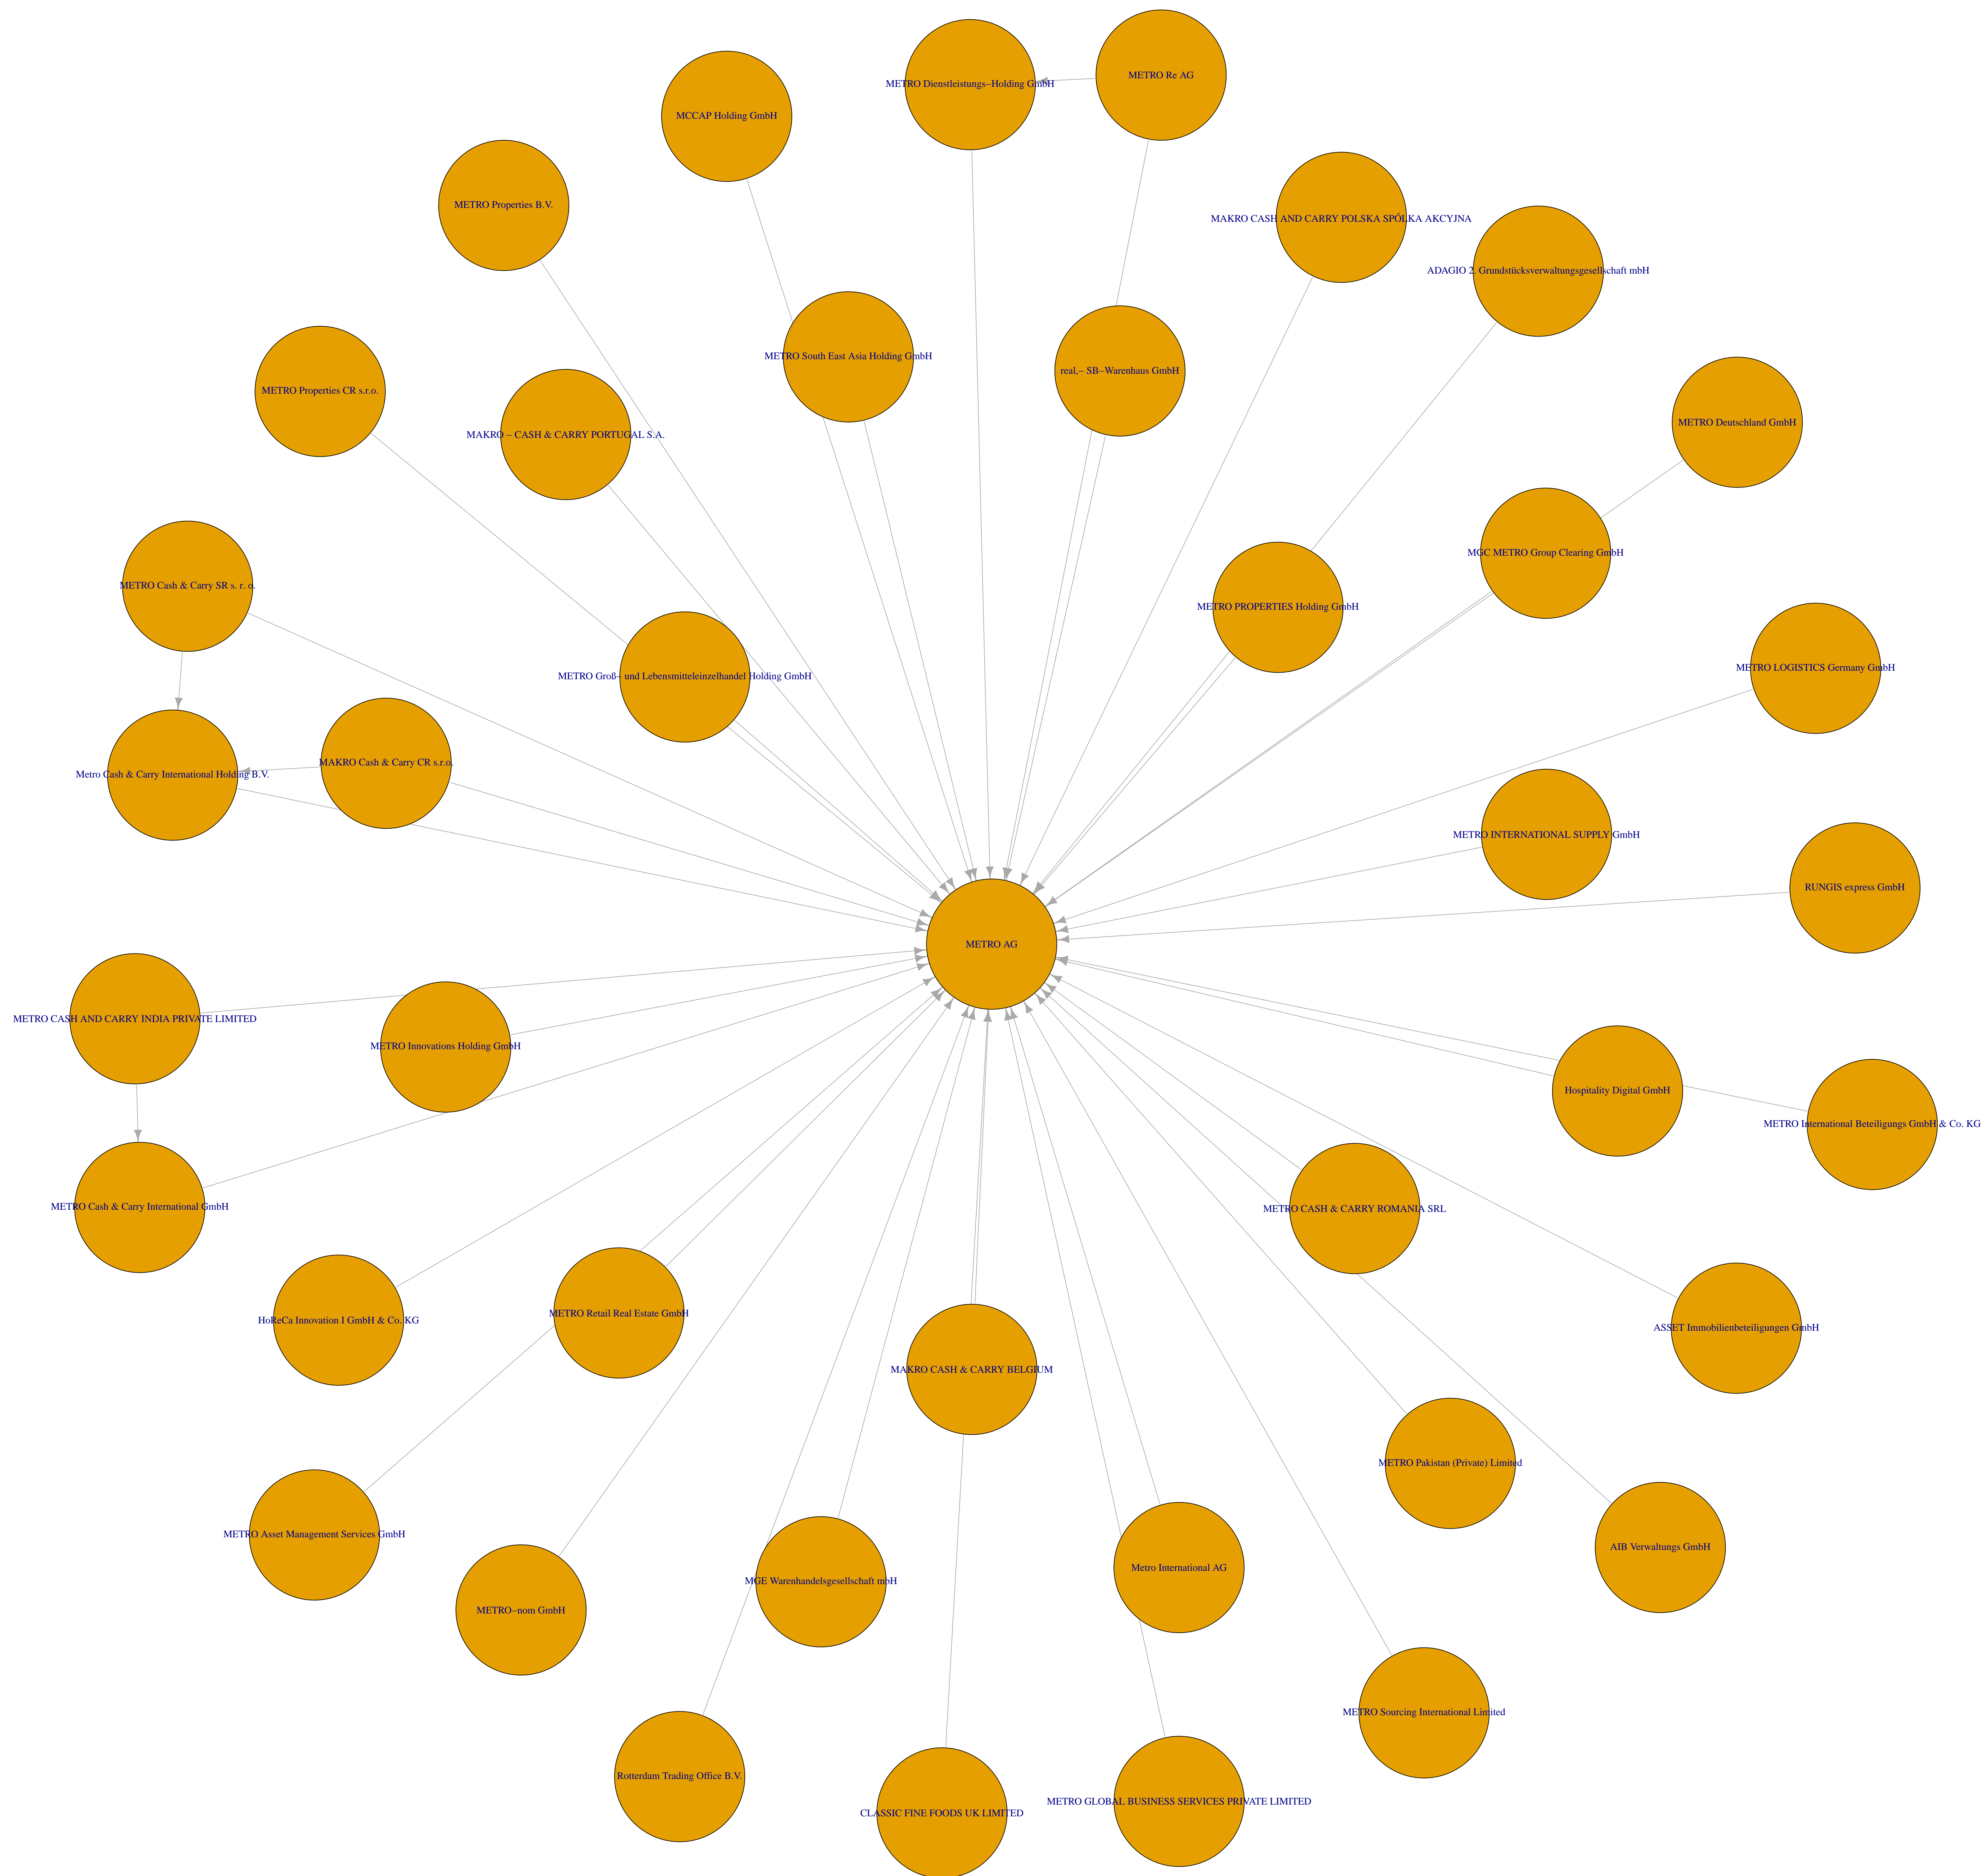 METRO Re AG
METRO Dienstleistungs−Holding GmbH
MCCAP Holding GmbH
METRO Properties B.V.
MAKRO CASH AND CARRY POLSKA SPÓŁKA AKCYJNA
ADAGIO 2. Grundstücksverwaltungsgesellschaft mbH
METRO South East Asia Holding GmbH
real,− SB−Warenhaus GmbH
METRO Properties CR s.r.o.
METRO Deutschland GmbH
MAKRO − CASH & CARRY PORTUGAL S.A.
MGC METRO Group Clearing GmbH
METRO Cash & Carry SR s. r. o.
METRO PROPERTIES Holding GmbH
METRO LOGISTICS Germany GmbH
METRO Groß− und Lebensmitteleinzelhandel Holding GmbH
MAKRO Cash & Carry CR s.r.o.
Metro Cash & Carry International Holding B.V.
METRO INTERNATIONAL SUPPLY GmbH
RUNGIS express GmbH
METRO AG
METRO CASH AND CARRY INDIA PRIVATE LIMITED
METRO Innovations Holding GmbH
Hospitality Digital GmbH
METRO International Beteiligungs GmbH & Co. KG
METRO Cash & Carry International GmbH
METRO CASH & CARRY ROMANIA SRL
METRO Retail Real Estate GmbH
HoReCa Innovation I GmbH & Co. KG
ASSET Immobilienbeteiligungen GmbH
MAKRO CASH & CARRY BELGIUM
METRO Pakistan (Private) Limited
METRO Asset Management Services GmbH
AIB Verwaltungs GmbH
Metro International AG
MGE Warenhandelsgesellschaft mbH
METRO−nom GmbH
METRO Sourcing International Limited
Rotterdam Trading Office B.V.
METRO GLOBAL BUSINESS SERVICES PRIVATE LIMITED
CLASSIC FINE FOODS UK LIMITED